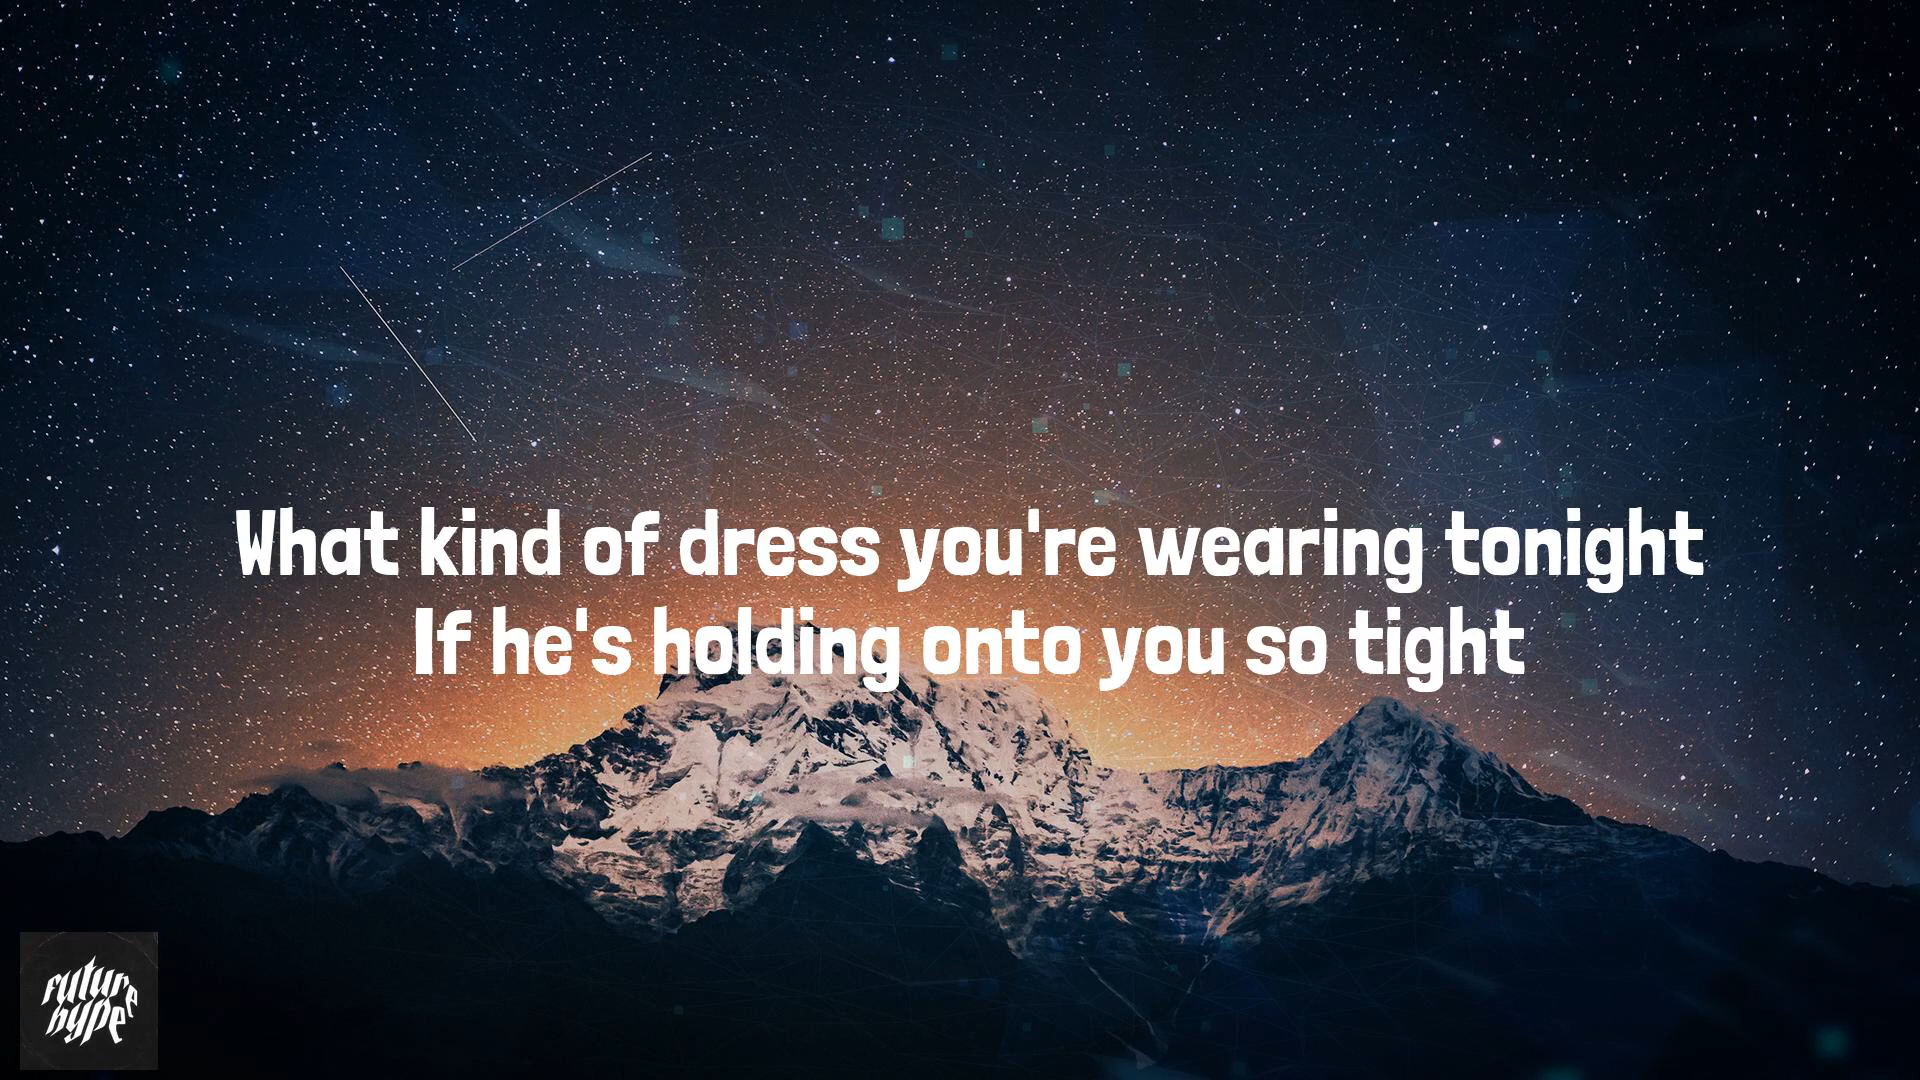 What kind of dress you're wearing tonight
If he's holding onto you so tight
future
hype